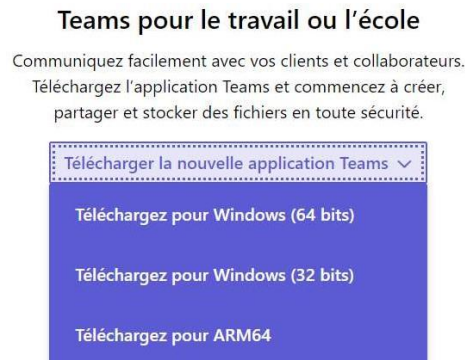 Teams pour le travail ou l’école
Communiquez facilement avec vos clients et collaborateurs.
Téléchargez l’application Teams et commencez à créer,
partager et stocker des fichiers en toute sécurité.
Télécharger la nouvelle application Teams
Téléchargez pour Windows (64 bits)
Téléchargez pour Windows (32 bits)
Téléchargez pour ARM64